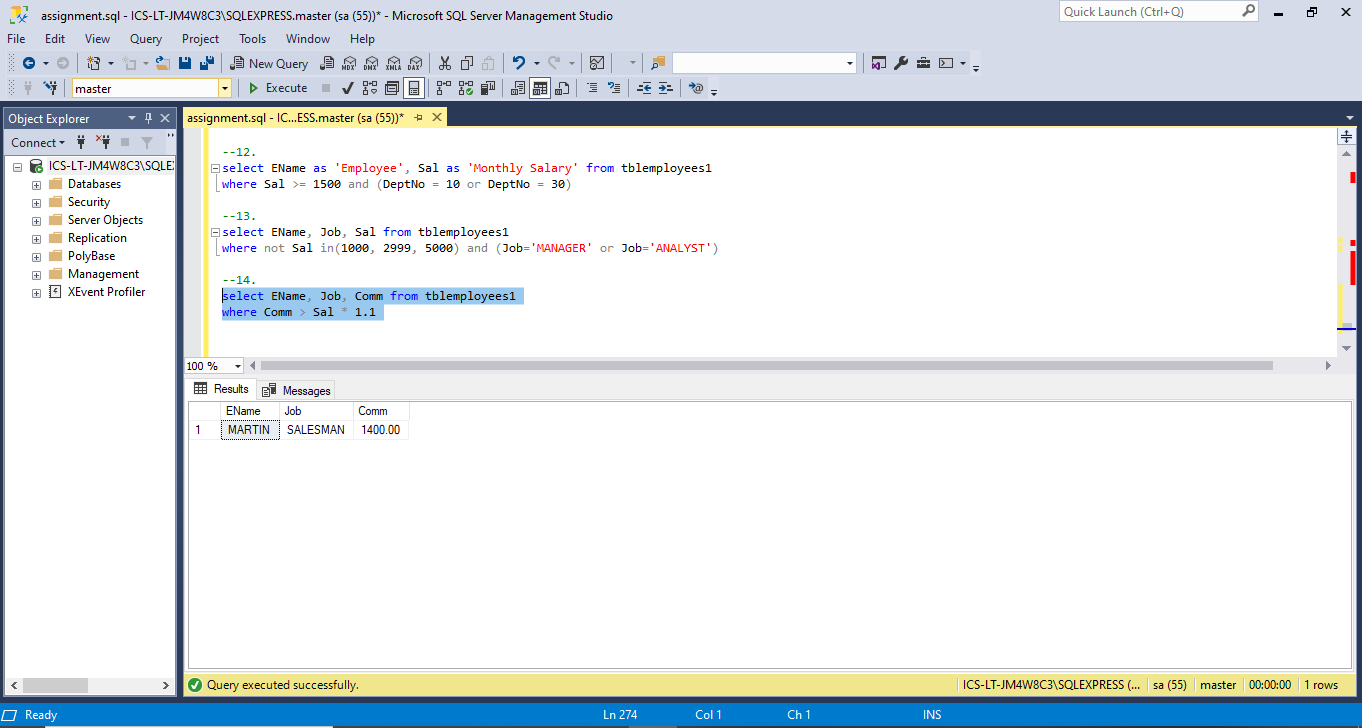 assignment.sql - ICS-LT-JM4W8C3\SQLEXPRESS.master (sa (55))* - Microsoft SQL Server Management Studio
Quick Launch (Ctrl+Q)
File Edit View Query Project Tools Window Help
New Query MDX DMX XMLA DAX
master Execute
Object Explorer
assignment.sql - IC...ESS.master (sa (55))*
Connect
ICS-LT-JM4W8C3\SQLE
Databases
Security
Server Objects
Replication
PolyBase
Management
XEvent Profiler
--12.
select EName as 'Employee', Sal as 'Monthly Salary' from tblemployees1
where Sal >= 1500 and (DeptNo = 10 or DeptNo = 30)
--13.
select EName, Job, Sal from tblemployees1
where not Sal in(1000, 2999, 5000) and (Job='MANAGER' or Job='ANALYST')
--14.
select EName, Job, Comm from tblemployees1
where Comm > Sal * 1.1
100 %
Results Messages
EName Job Comm
1 MARTIN SALESMAN 1400.00
Query executed successfully.
ICS-LT-JM4W8C3\SQLEXPRESS (... sa (55) master 00:00:00 1 rows
Ready Ln 274 Col 1 Ch 1 INS